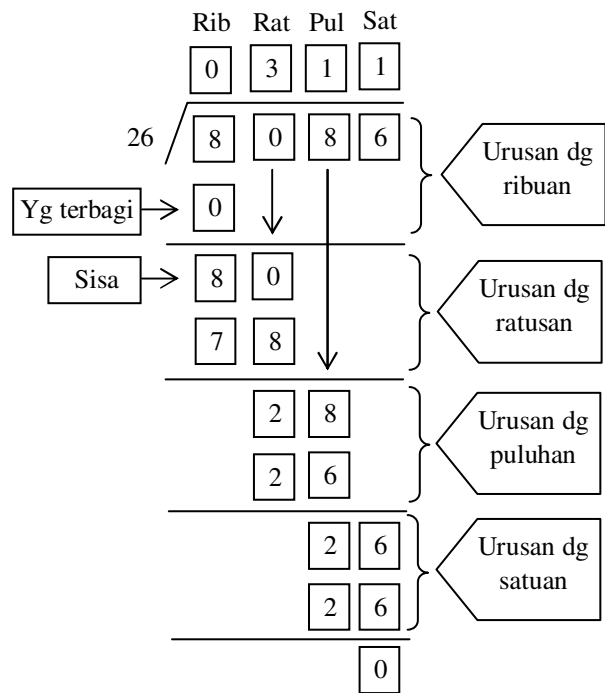 Rib Rat Pul Sat
0 3 1 1
26 8 0 8 6
Urusan dg
ribuan
Yg terbagi 0
Sisa 8 0
Urusan dg
ratusan
7 8
2 8
Urusan dg
puluhan
2 6
2 6
Urusan dg
satuan
2 6
0